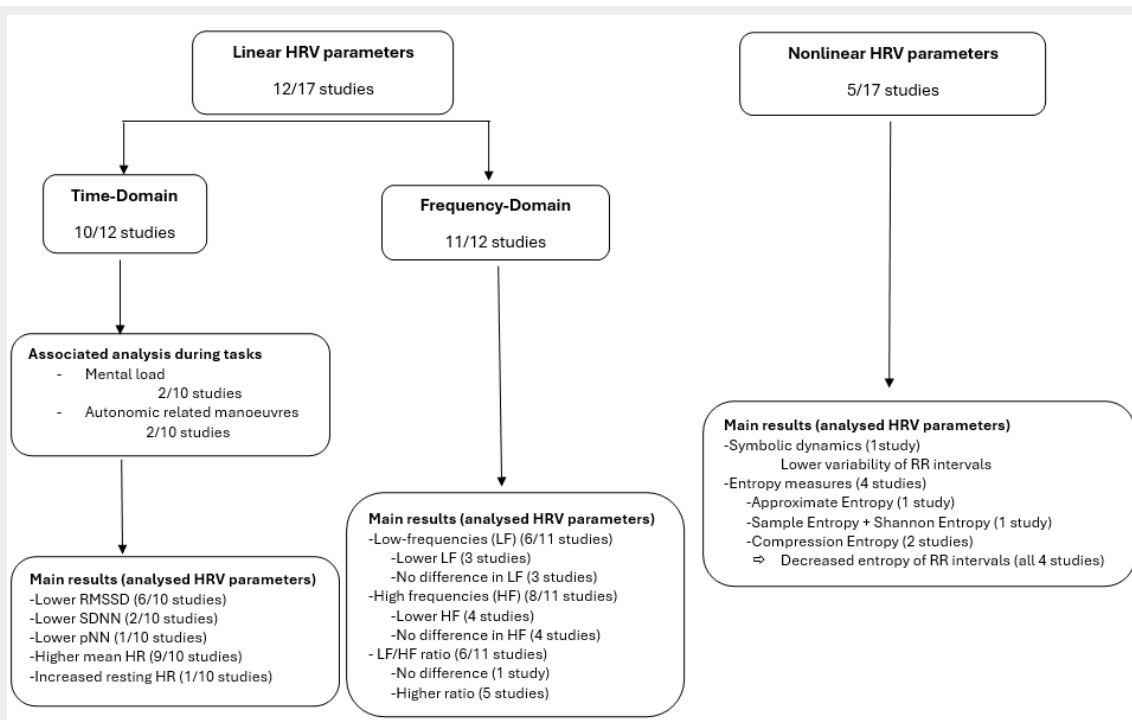 Linear HRV parameters
12/17 studies
Nonlinear HRV parameters
5/17 studies
Time-Domain
10/12 studies
Frequency-Domain
11/12 studies
Associated analysis during tasks
- Mental load
2/10 studies
- Autonomic related manoeuvres
2/10 studies
Main results (analysed HRV parameters)
-Lower RMSSD (6/10 studies)
-Lower SDNN (2/10 studies)
-Lower pNN (1/10 studies)
-Higher mean HR (9/10 studies)
-Increased resting HR (1/10 studies)
Main results (analysed HRV parameters)
-Low-frequencies (LF) (6/11 studies)
-Lower LF (3 studies)
-No difference in LF (3 studies)
-High frequencies (HF) (8/11 studies)
-Lower HF (4 studies)
-No difference in HF (4 studies)
- LF/HF ratio (6/11 studies)
-No difference (1 study)
-Higher ratio (5 studies)
Main results (analysed HRV parameters)
-Symbolic dynamics (1study)
Lower variability of RR intervals
-Entropy measures (4 studies)
-Approximate Entropy (1 study)
-Sample Entropy + Shannon Entropy (1 study)
-Compression Entropy (2 studies)
⇨ Decreased entropy of RR intervals (all 4 studies)